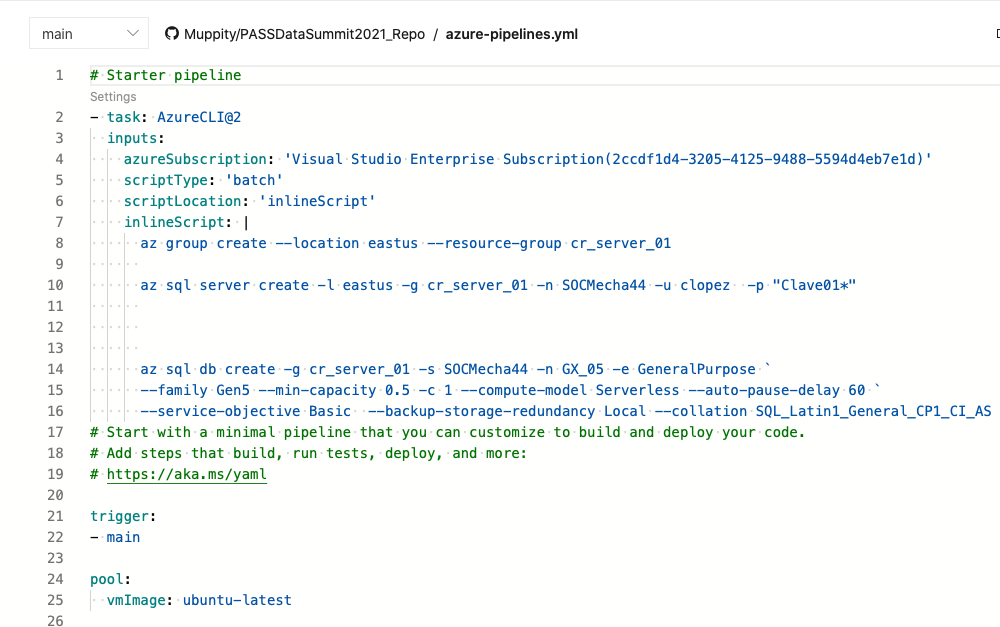 main Muppity/PASSDataSummit2021_Repo / azure-pipelines.yml
1 # Starter pipeline
Settings
2 - task: AzureCLI@2
3 inputs:
4 azureSubscription: 'Visual Studio Enterprise Subscription(2ccdf1d4-3205-4125-9488-5594d4eb7e1d)'
5 scriptType: 'batch'
6 scriptLocation: 'inlineScript'
7 inlineScript: |
8 az group create --location eastus --resource-group cr_server_01
9
10 az sql server create -l eastus -g cr_server_01 -n SOCMecha44 -u clopez -p "Clave01*"
11
12
13
14 az sql db create -g cr_server_01 -s SOCMecha44 -n GX_05 -e GeneralPurpose `
15 --family Gen5 --min-capacity 0.5 -c 1 --compute-model Serverless --auto-pause-delay 60 `
16 --service-objective Basic --backup-storage-redundancy Local --collation SQL_Latin1_General_CP1_CI_AS
17 # Start with a minimal pipeline that you can customize to build and deploy your code.
18 # Add steps that build, run tests, deploy, and more:
19 # https://aka.ms/yaml
20
21 trigger:
22 - main
23
24 pool:
25 vmImage: ubuntu-latest
26